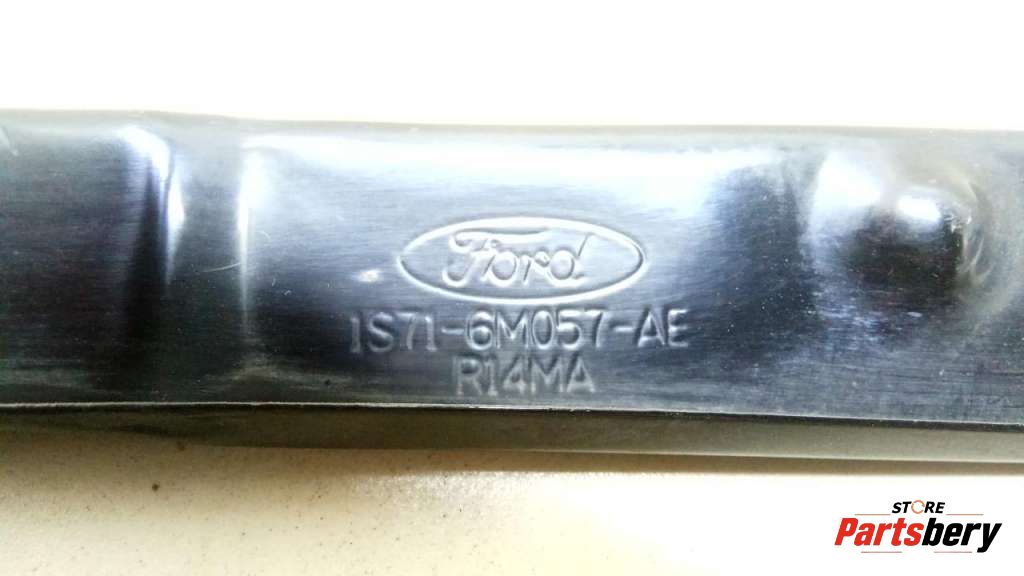 Ford
1S71-6M057-AE
R14MA
STORE
Partsbery